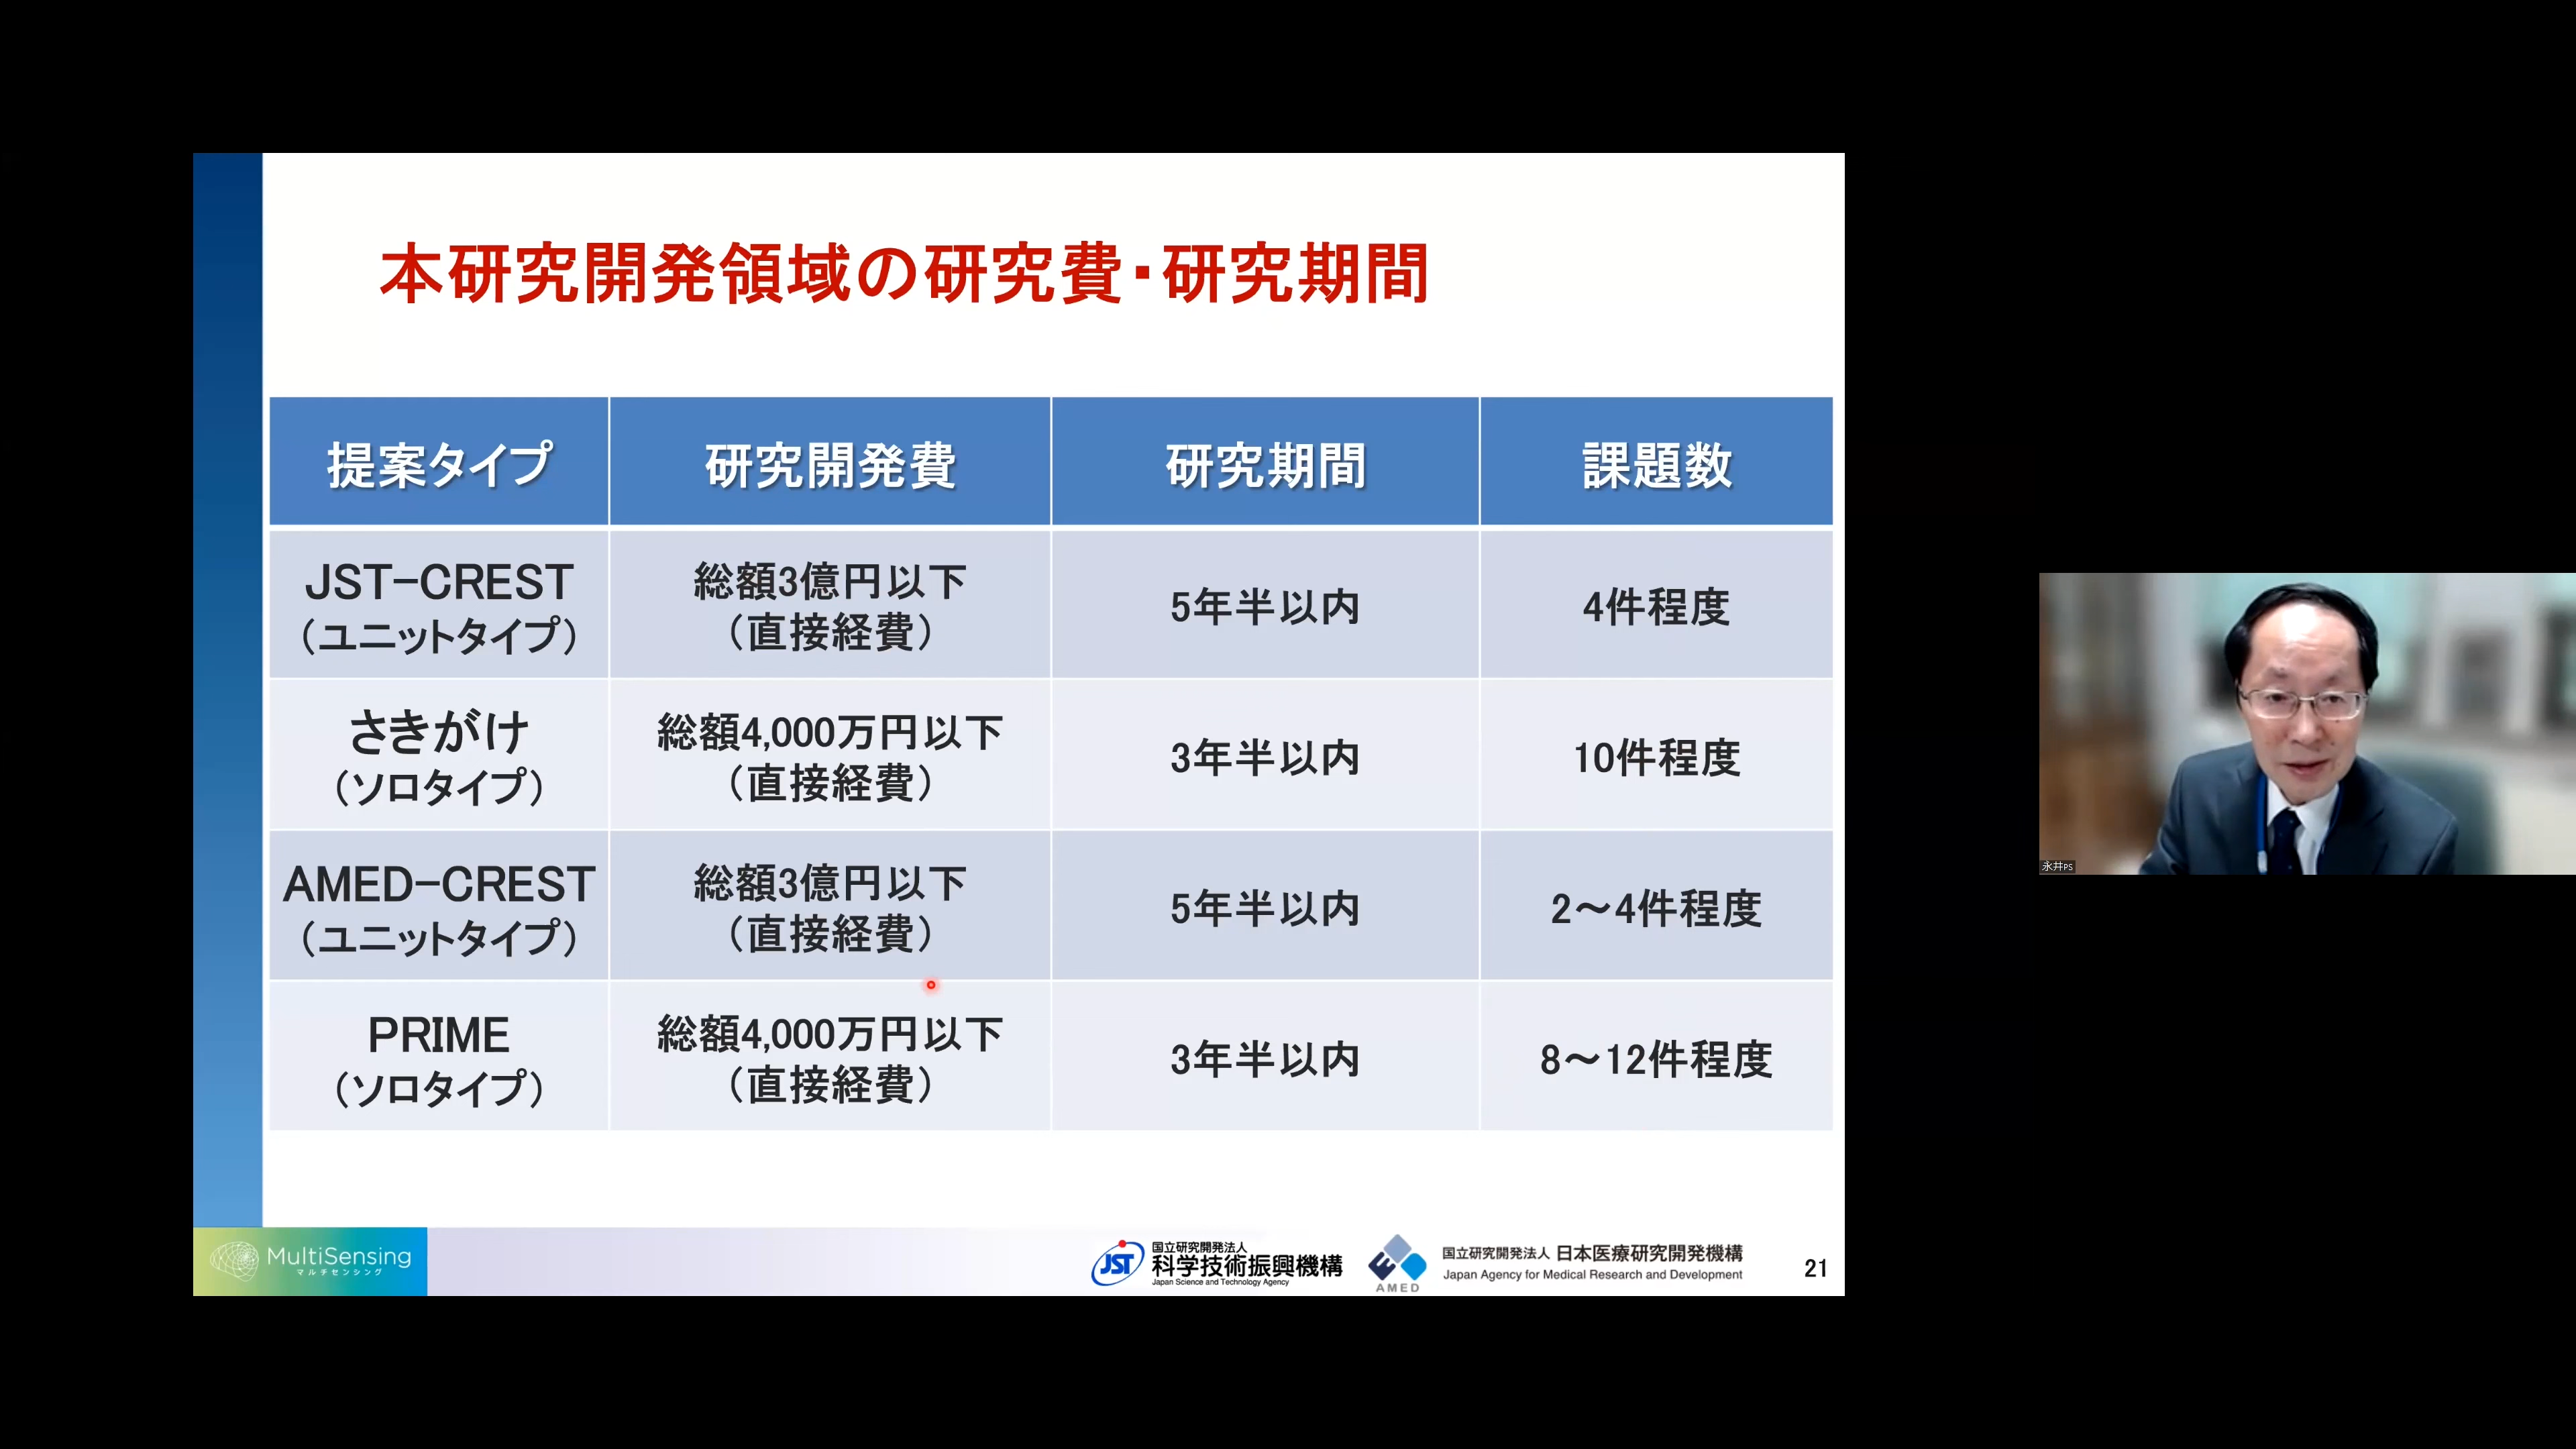 本研究開発領域の研究費・研究期間
提案タイプ
研究開発費
研究期間
課題数
JST-CREST
（ユニットタイプ）
総額3億円以下
（直接経費）
5年半以内
4件程度
さきがけ
（ソロタイプ）
総額4,000万円以下
（直接経費）
3年半以内
10件程度
AMED-CREST
（ユニットタイプ）
総額3億円以下
（直接経費）
5年半以内
2～4件程度
PRIME
（ソロタイプ）
総額4,000万円以下
（直接経費）
3年半以内
8～12件程度
永井PS
MultiSensing
マルチセンシング
JST
国立研究開発法人
科学技術振興機構
Japan Science and Technology Agency
AMED
国立研究開発法人 日本医療研究開発機構
Japan Agency for Medical Research and Development
21